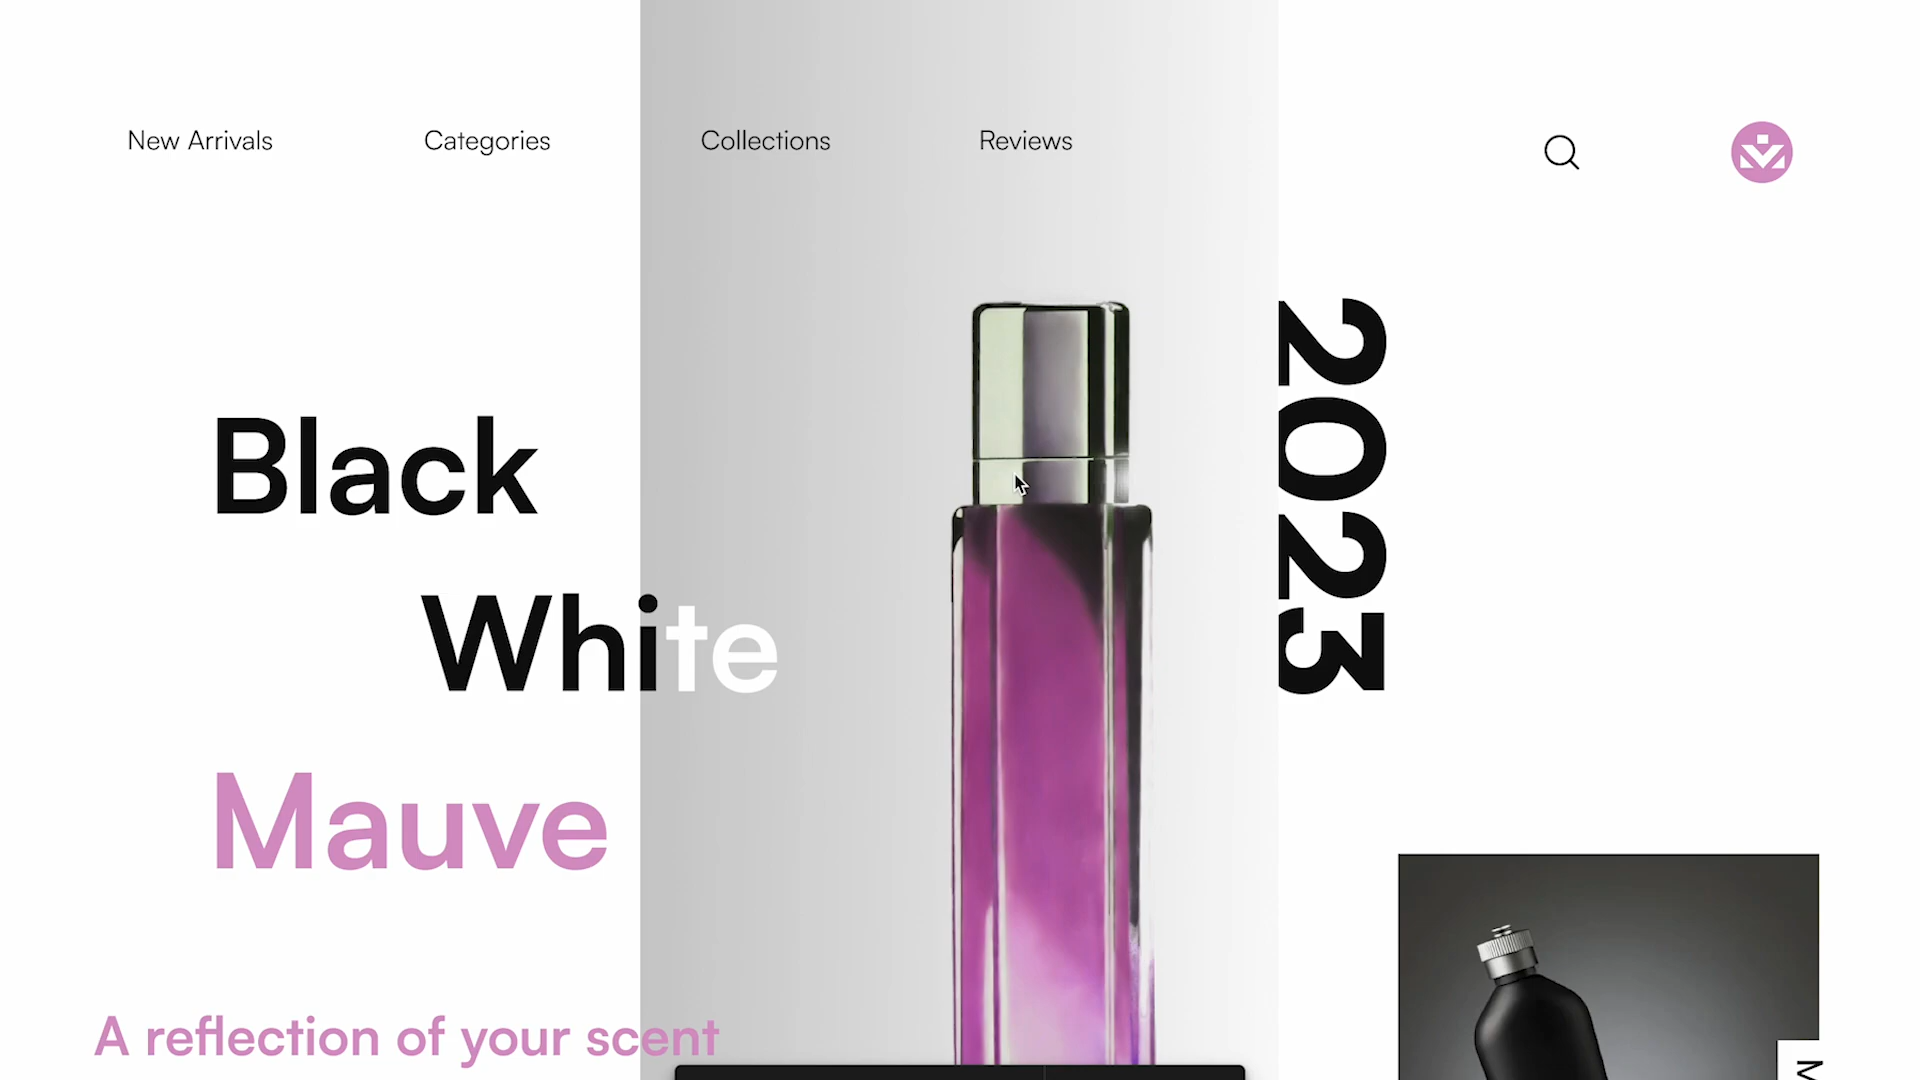 New Arrivals
Categories
Collections
Reviews
2023
Black
White
Mauve
A reflection of your scent
M